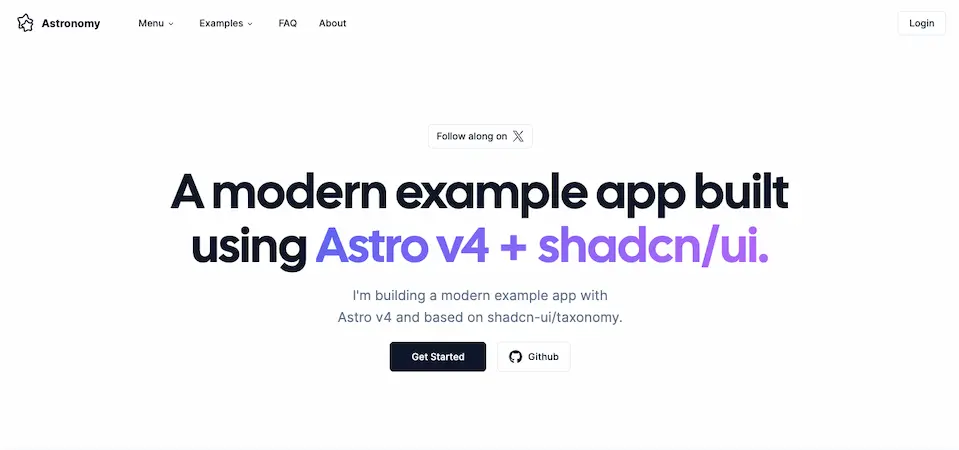 Astronomy Menu Examples FAQ About Login
Follow along on X
A modern example app built
using Astro v4 + shadcn/ui.
I'm building a modern example app with
Astro v4 and based on shadcn-ui/taxonomy.
Get Started Github